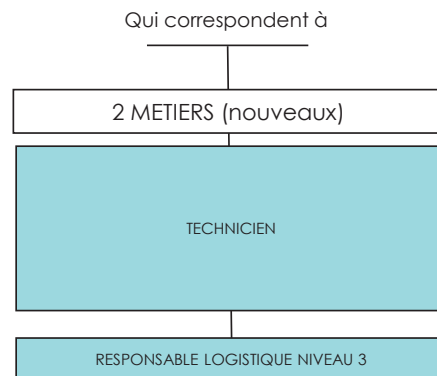 Qui correspondent à
2 METIERS (nouveaux)
TECHNICIEN
RESPONSABLE LOGISTIQUE NIVEAU 3